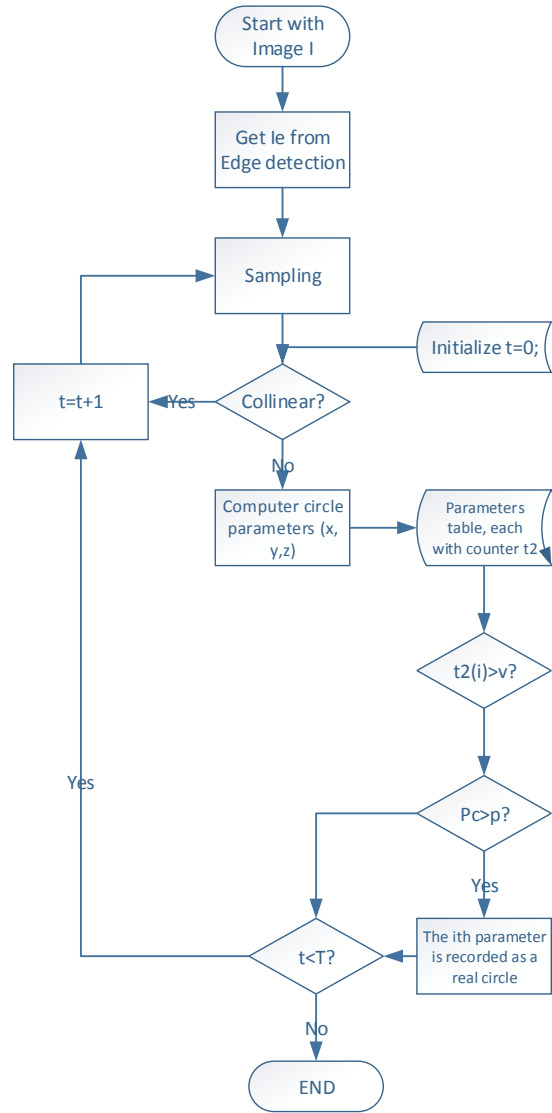 Start with
Image I
Get Ie from
Edge detection
Sampling
Initialize t=0;
t=t+1
Yes
Collinear?
No
Computer circle
parameters (x,
y,z)
Parameters
table, each
with counter t2
t2(i)>v?
Yes
Pc>p?
Yes
The ith parameter
is recorded as a
real circle
t<T?
No
END